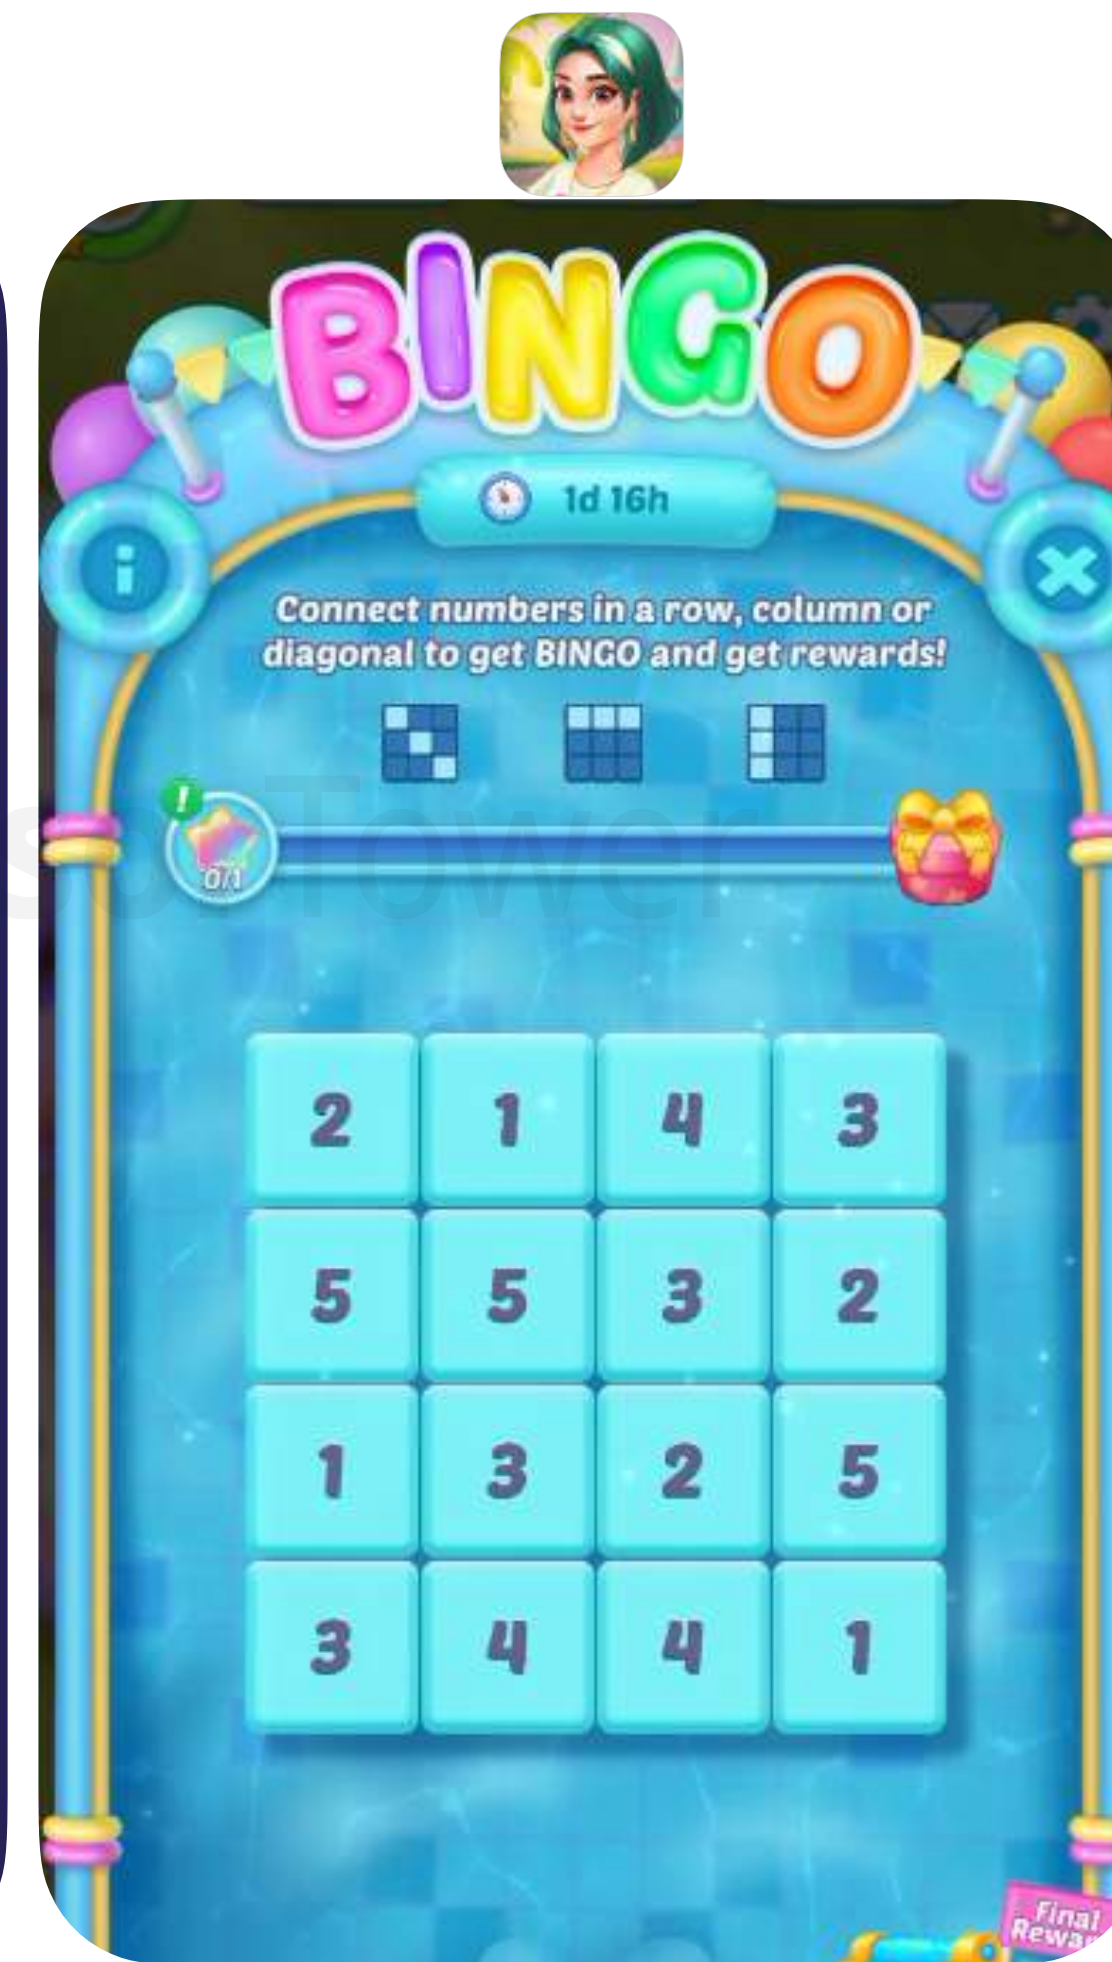 BINGO
1d 16h
Connect numbers in a row, column or
diagonal to get BINGO and get rewards!
!
0/1
Tower
2 1 4 3
5 5 3 2
1 3 2 5
3 4 4 1
Final